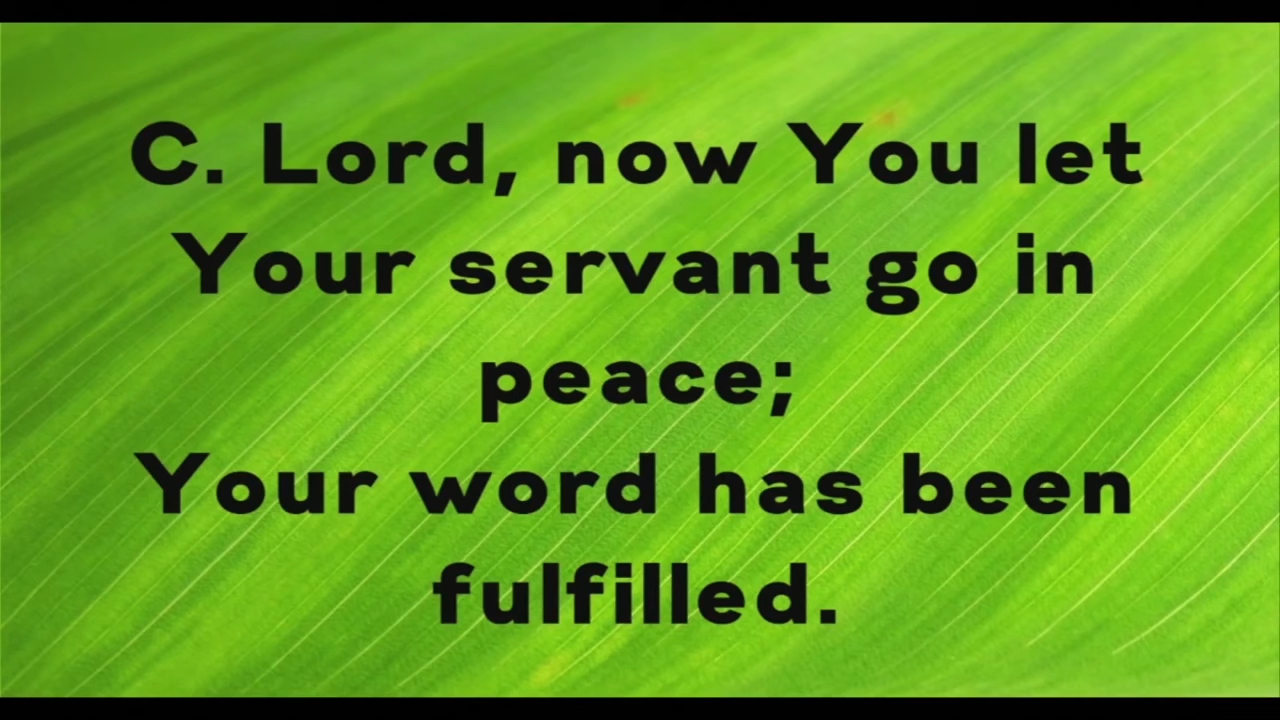 C. Lord, now You let
Your servant go in
peace;
Your word has been
fulfilled.